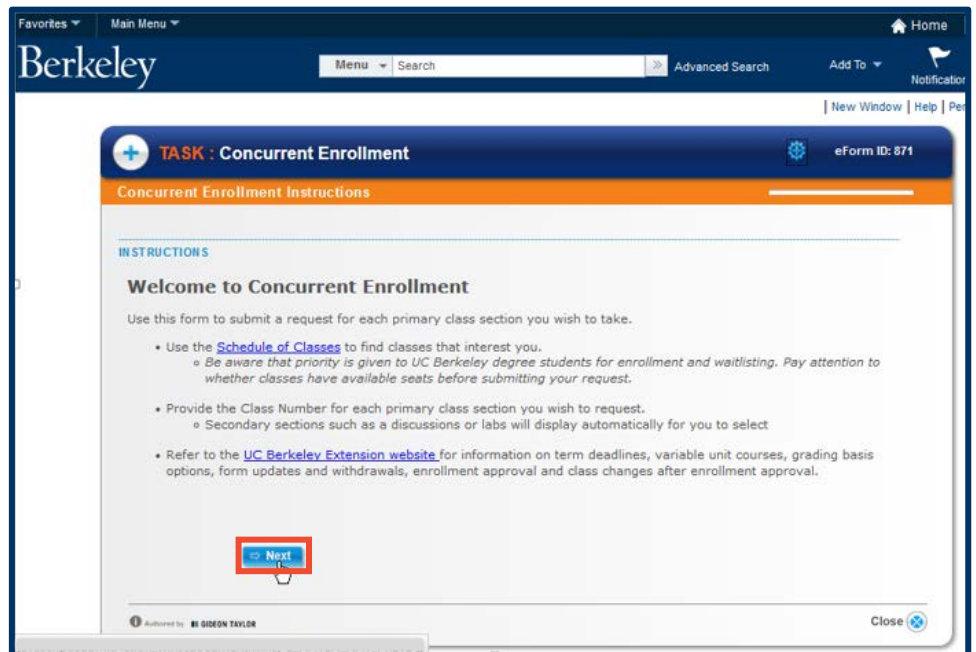 Favorites Main Menu Home
Berkeley Menu Search Advanced Search Add To Notification
New Window | Help | Per
TASK : Concurrent Enrollment eForm ID: 871
Concurrent Enrollment Instructions
INSTRUCTIONS
Welcome to Concurrent Enrollment
Use this form to submit a request for each primary class section you wish to take.
• Use the Schedule of Classes to find classes that interest you.
o Be aware that priority is given to UC Berkeley degree students for enrollment and waitlisting. Pay attention to
whether classes have available seats before submitting your request.
• Provide the Class Number for each primary class section you wish to request.
o Secondary sections such as a discussions or labs will display automatically for you to select
• Refer to the UC Berkeley Extension website for information on term deadlines, variable unit courses, grading basis
options, form updates and withdrawals, enrollment approval and class changes after enrollment approval.
Next
Authored by GIDEON TAYLOR Close